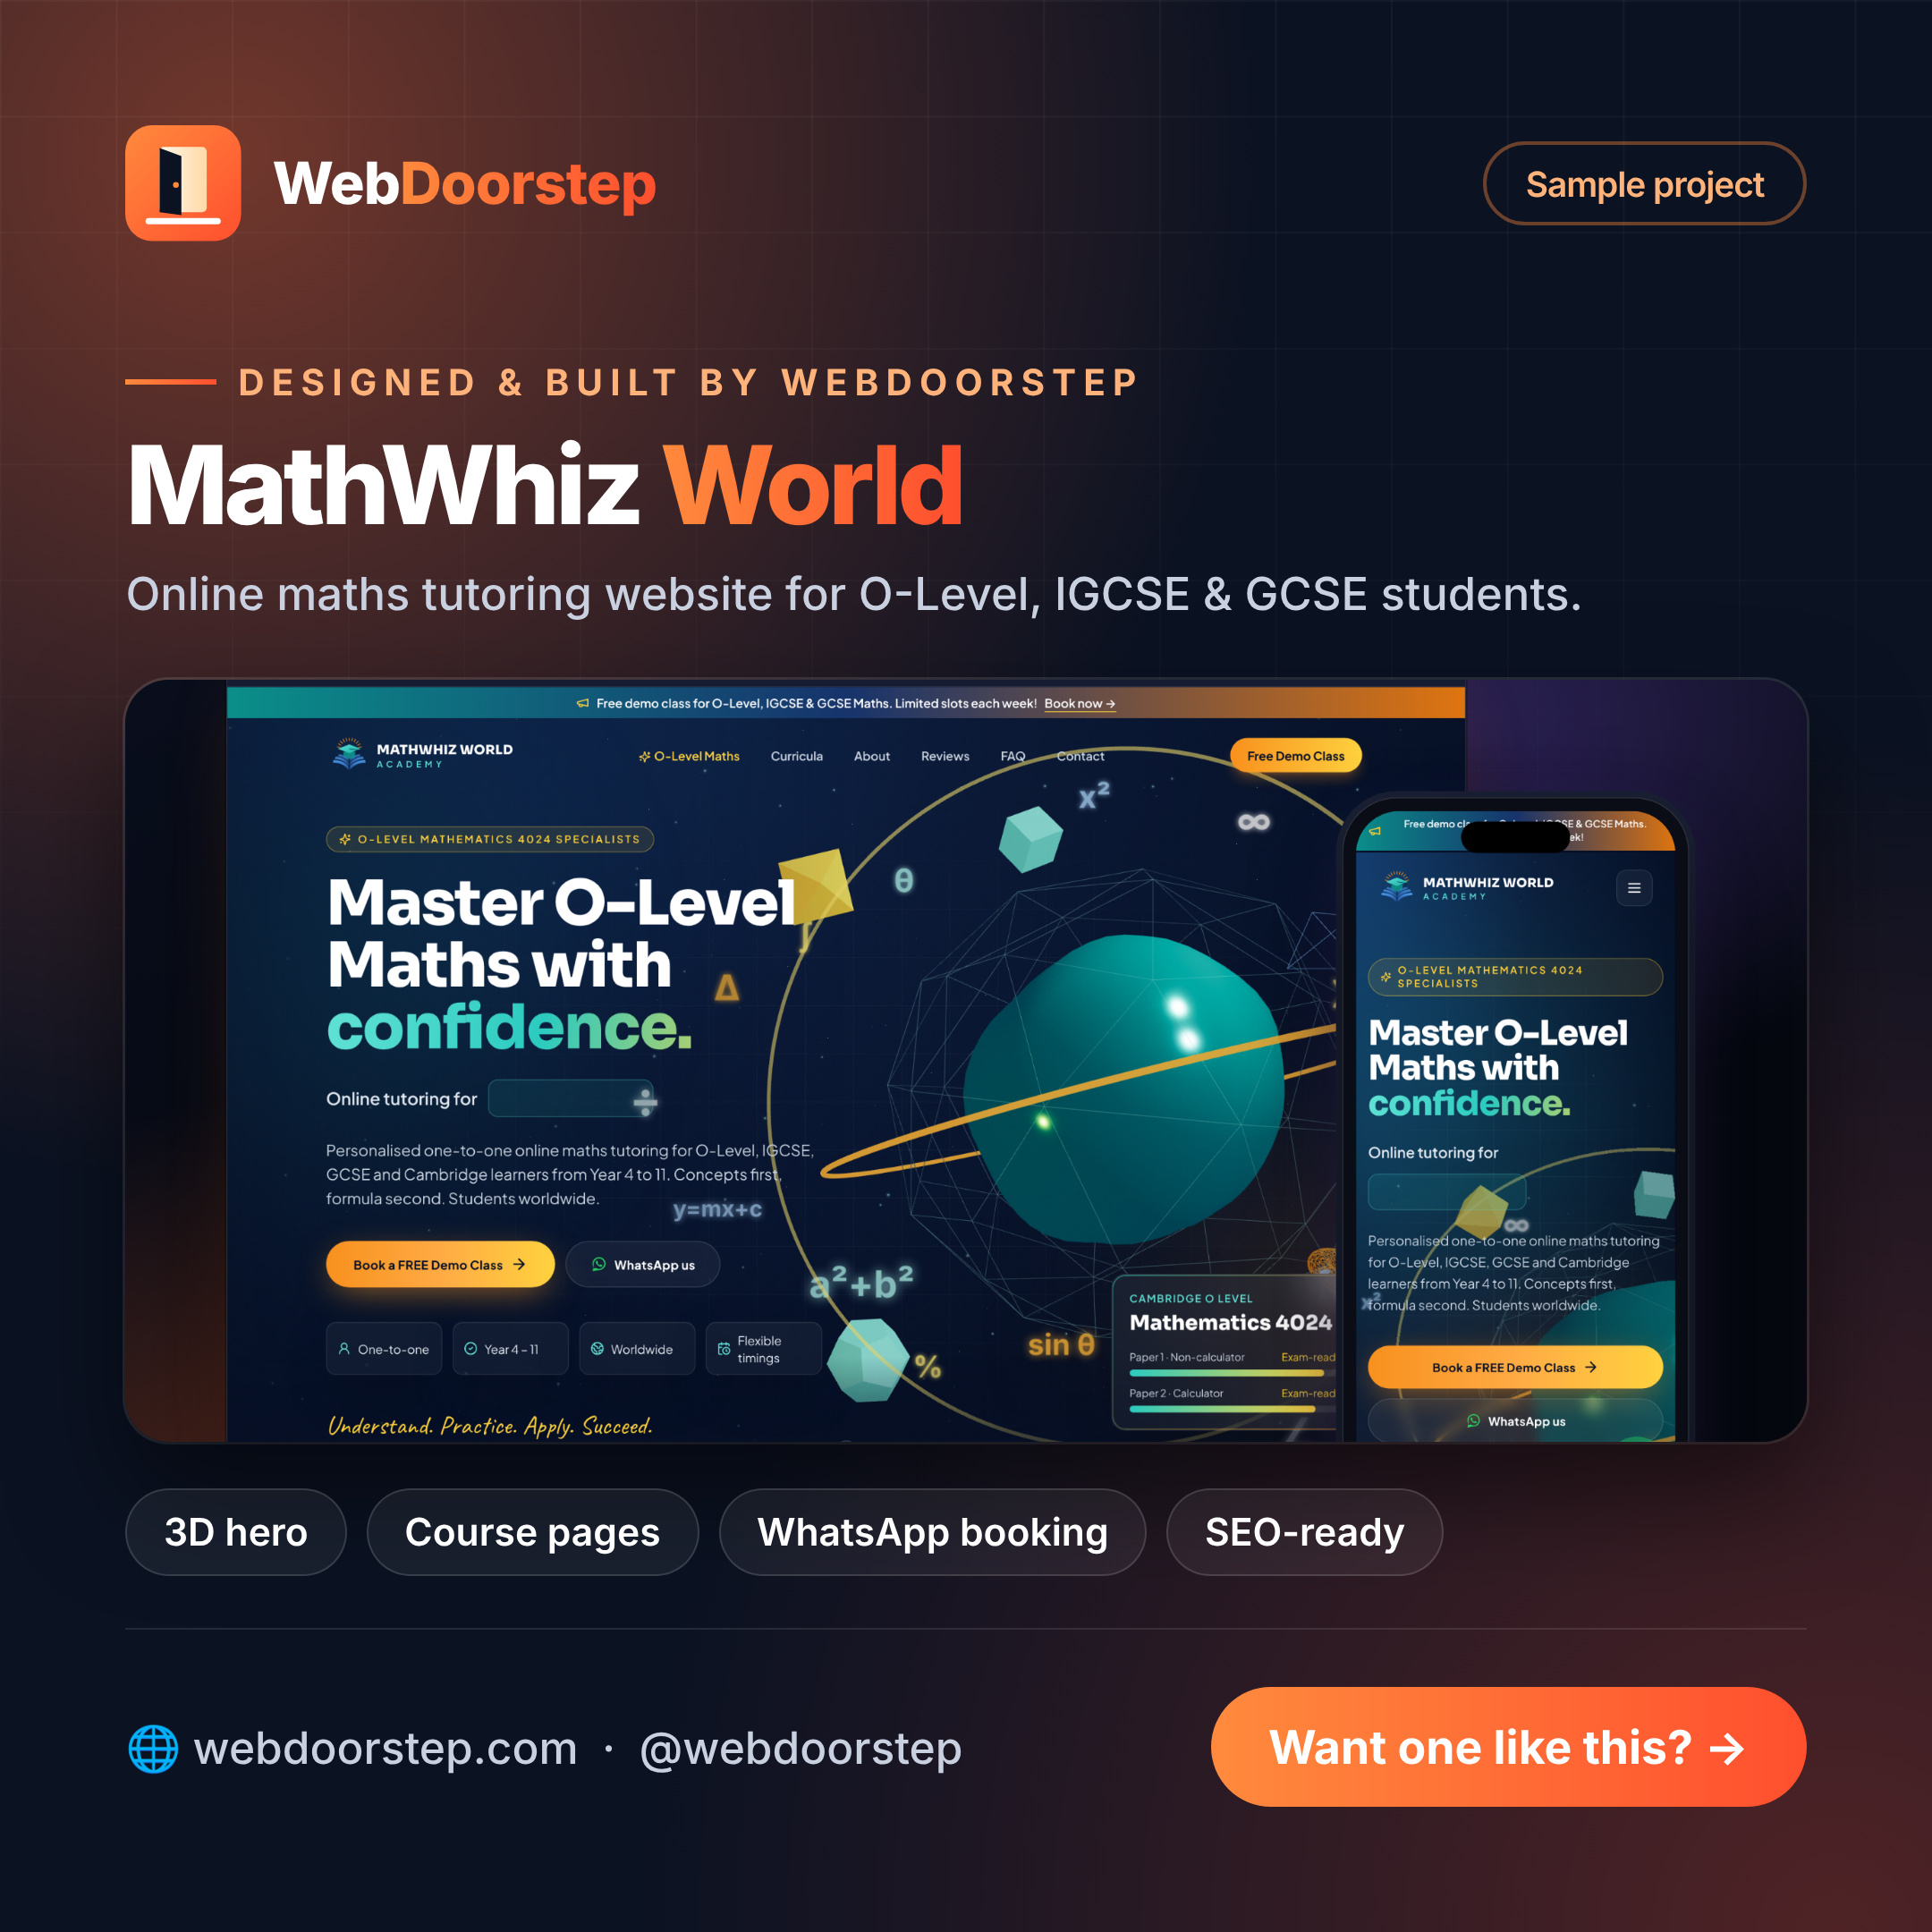 WebDoorstep
Sample project
DESIGNED & BUILT BY WEBDOORSTEP
MathWhiz World
Online maths tutoring website for O-Level, IGCSE & GCSE students.
Free demo class for O-Level, IGCSE & GCSE Maths. Limited slots each week! Book now →
MATHWHIZ WORLD
ACADEMY
O-Level Maths Curricula About Reviews FAQ Contact
Free Demo Class
O-LEVEL MATHEMATICS 4024 SPECIALISTS
Master O-Level
Maths with
confidence.
Online tutoring for
Personalised one-to-one online maths tutoring for O-Level, IGCSE,
GCSE and Cambridge learners from Year 4 to 11. Concepts first,
formula second. Students worldwide.
Book a FREE Demo Class →
WhatsApp us
One-to-one
Year 4 – 11
Worldwide
Flexible
timings
Understand. Practice. Apply. Succeed.
x²
∞
θ
∫
Δ
÷
y=mx+c
a²+b²
sin θ
%
CAMBRIDGE O LEVEL
Mathematics 4024
Paper 1 · Non-calculator Exam-read
Paper 2 · Calculator Exam-read
Free demo & GCSE Maths.
MATHWHIZ WORLD
ACADEMY
O-LEVEL MATHEMATICS 4024
SPECIALISTS
Master O-Level
Maths with
confidence.
Online tutoring for
∞
Personalised one-to-one online maths tutoring
for O-Level, IGCSE, GCSE and Cambridge
learners from Year 4 to 11. Concepts first,
formula second. Students worldwide.
x²
Book a FREE Demo Class →
WhatsApp us
3D hero
Course pages
WhatsApp booking
SEO-ready
webdoorstep.com · @webdoorstep
Want one like this? →